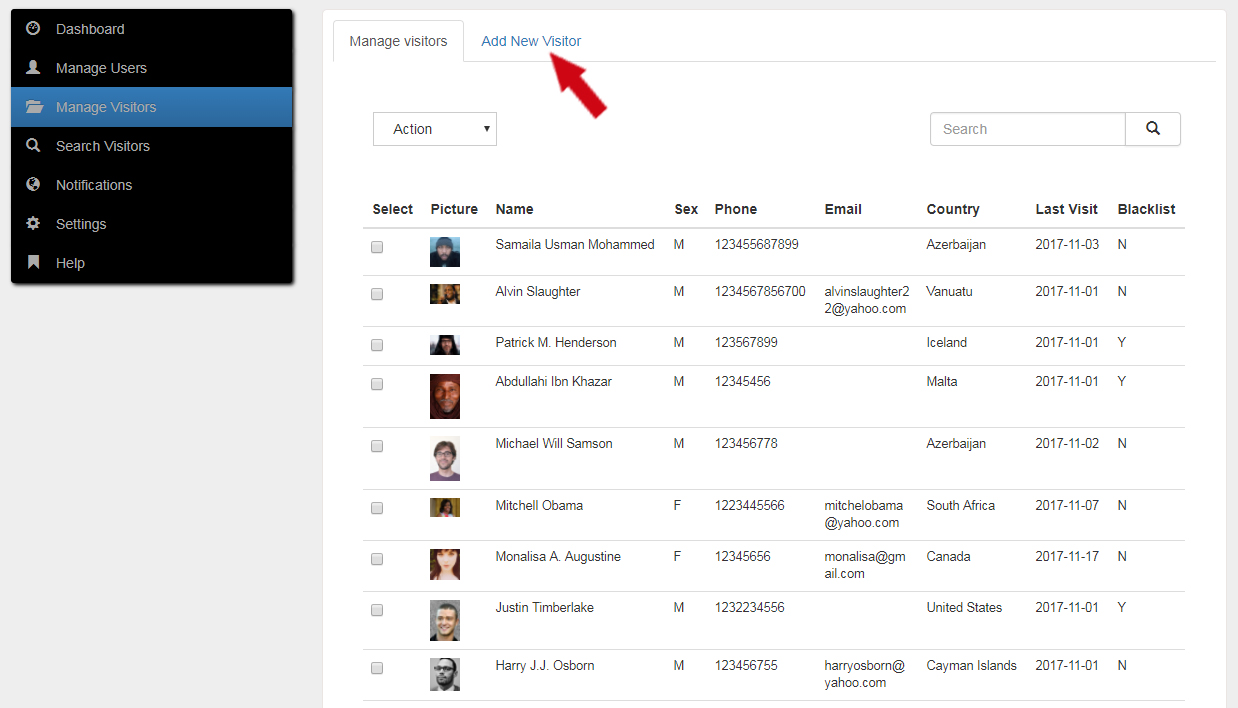 Dashboard
Manage Users
Manage Visitors
Search Visitors
Notifications
Settings
Help
Manage visitors Add New Visitor
Action Search
Select Picture Name Sex Phone Email Country Last Visit Blacklist
Samaila Usman Mohammed M 123455687899 Azerbaijan 2017-11-03 N
Alvin Slaughter M 1234567856700 alvinslaughter2 Vanuatu 2017-11-01 N
2@yahoo.com
Patrick M. Henderson M 123567899 Iceland 2017-11-01 Y
Abdullahi Ibn Khazar M 12345456 Malta 2017-11-01 Y
Michael Will Samson M 123456778 Azerbaijan 2017-11-02 N
Mitchell Obama F 1223445566 mitchelobama South Africa 2017-11-07 N
@yahoo.com
Monalisa A. Augustine F 12345656 monalisa@gm Canada 2017-11-17 N
ail.com
Justin Timberlake M 1232234556 United States 2017-11-01 Y
Harry J.J. Osborn M 123456755 harryosborn@ Cayman Islands 2017-11-01 N
yahoo.com